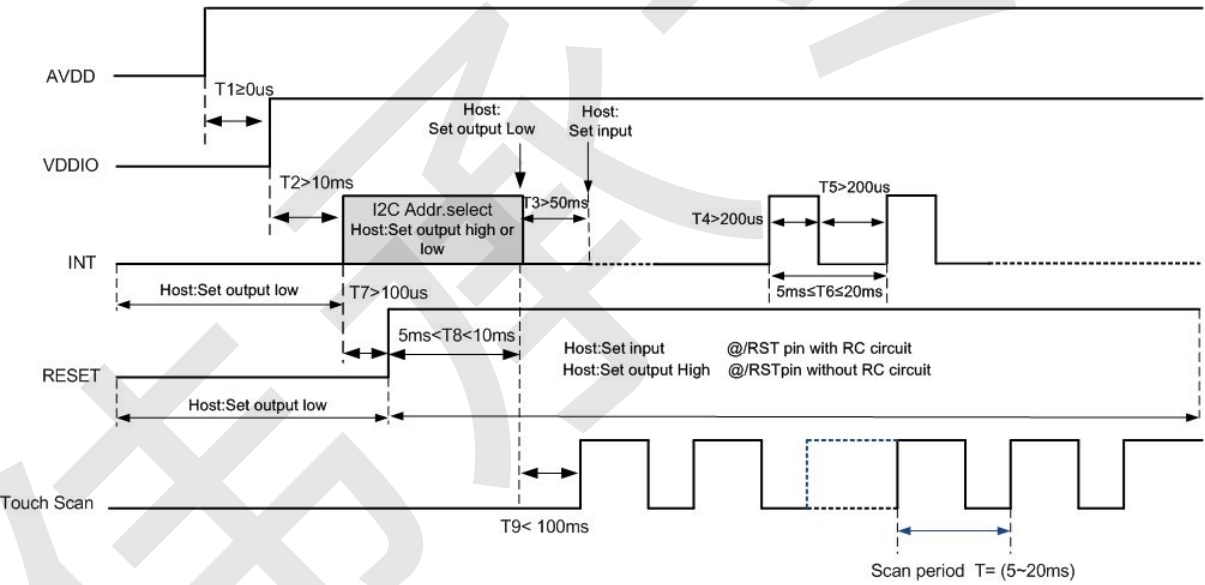 AVDD
T1≥0us
Host:
Set output Low
Host:
Set input
VDDIO
T2>10ms
T5>200us
I2C Addr.select
Host:Set output high or
low
T3>50ms
T4>200us
INT
Host:Set output low
T7>100us
5ms≤T6≤20ms
5ms<T8<10ms
Host:Set input @/RST pin with RC circuit
Host:Set output High @/RSTpin without RC circuit
RESET
Host:Set output low
Touch Scan
T9< 100ms
Scan period T= (5~20ms)